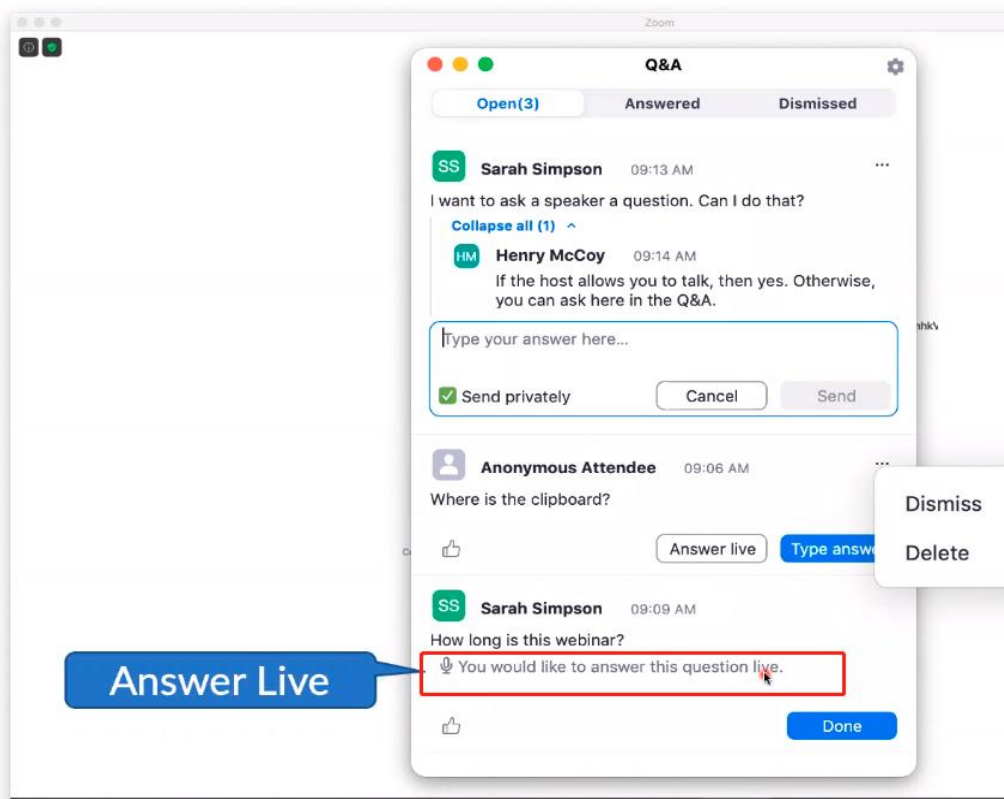 Zoom
Q&A
Open(3) Answered Dismissed
SS Sarah Simpson 09:13 AM ...
I want to ask a speaker a question. Can I do that?
Collapse all (1)
HM Henry McCoy 09:14 AM
If the host allows you to talk, then yes. Otherwise,
you can ask here in the Q&A.
Type your answer here...
Send privately Cancel Send
Anonymous Attendee 09:06 AM ...
Where is the clipboard?
Dismiss
Answer live Type answ
Delete
SS Sarah Simpson 09:09 AM
How long is this webinar?
You would like to answer this question live.
Answer Live
Done